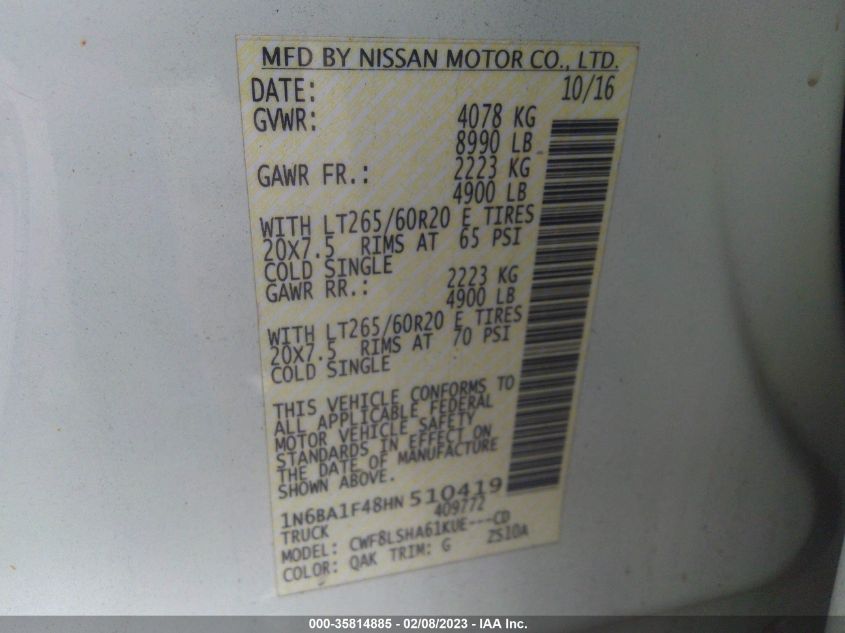 MFD BY NISSAN MOTOR CO., LTD.
DATE: 10/16
GVWR: 4078 KG
8990 LB
GAWR FR.: 2223 KG
4900 LB
WITH LT265/60R20 E TIRES
20X7.5 RIMS AT 65 PSI
COLD SINGLE
GAWR RR.: 2223 KG
4900 LB
WITH LT265/60R20 E TIRES
20X7.5 RIMS AT 70 PSI
COLD SINGLE
THIS VEHICLE CONFORMS TO
ALL APPLICABLE FEDERAL
MOTOR VEHICLE SAFETY
STANDARDS IN EFFECT ON
THE DATE OF MANUFACTURE
SHOWN ABOVE.
1N6BA1F48HN510419
TRUCK 409772
MODEL: CWF8LSHA61KUE---CD
COLOR: QAK TRIM: G ZS10A
000-35814885 - 02/08/2023 - IAA Inc.